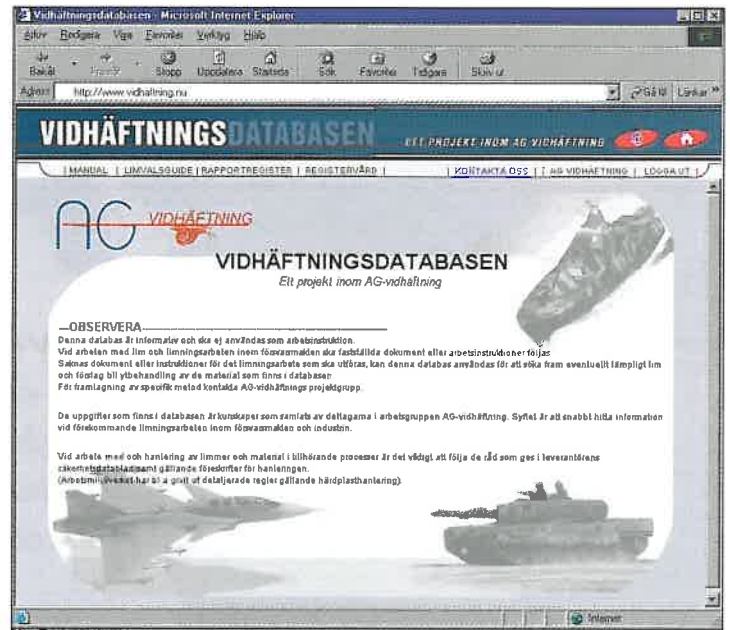 Vidhäftningsdatabasen - Microsoft Internet Explorer
Arkiv Redigera Visa Favoriter Verktyg Hjälp
Bakåt Framåt Stopp Uppdatera Startsida Sök Favoriter Tidigare Skriv ut
Adress http://www.vidhaftning.nu Gå till Länkar »
VIDHÄFTNINGSDATABASEN ETT PROJEKT INOM AG VIDHÄFTNING
| MANUAL | LIMVALSGUIDE | RAPPORTREGISTER | REGISTERVÅRD | | KONTAKTA OSS | AG VIDHÄFTNING | LOGGA UT |
AG VIDHÄFTNING
VIDHÄFTNINGSDATABASEN
Ett projekt inom AG-vidhäftning
OBSERVERA
Denna databas är informativ och ska ej användas som arbetsinstruktion.
Vid arbeten med lim och limningsarbeten inom försvarsmakten ska fastställda dokument eller arbetsinstruktioner följas
Saknas dokument eller instruktioner för det limningsarbete som ska utföras, kan denna databas användas för att söka fram eventuellt lämpligt lim
och förslag till ytbehandling av de material som finns i databasen
För framtagning av specifik metod kontakta AG-vidhäftnings projektgrupp.
De uppgifter som finns i databasen är kunskaper som samlats av deltagarna i arbetsgruppen AG-vidhäftning. Syftet är att snabbt hitta information
vid förekommande limningsarbeten inom försvarsmakten och industrin.
Vid arbete med och hantering av limmer och material i tillhörande processer är det viktigt att följa de råd som ges i leverantörens
säkerhetsdatablad samt gällande föreskrifter för hanteringen.
(Arbetsmiljöverket har bl a gett ut detaljerade regler gällande härdplasthantering).
Internet